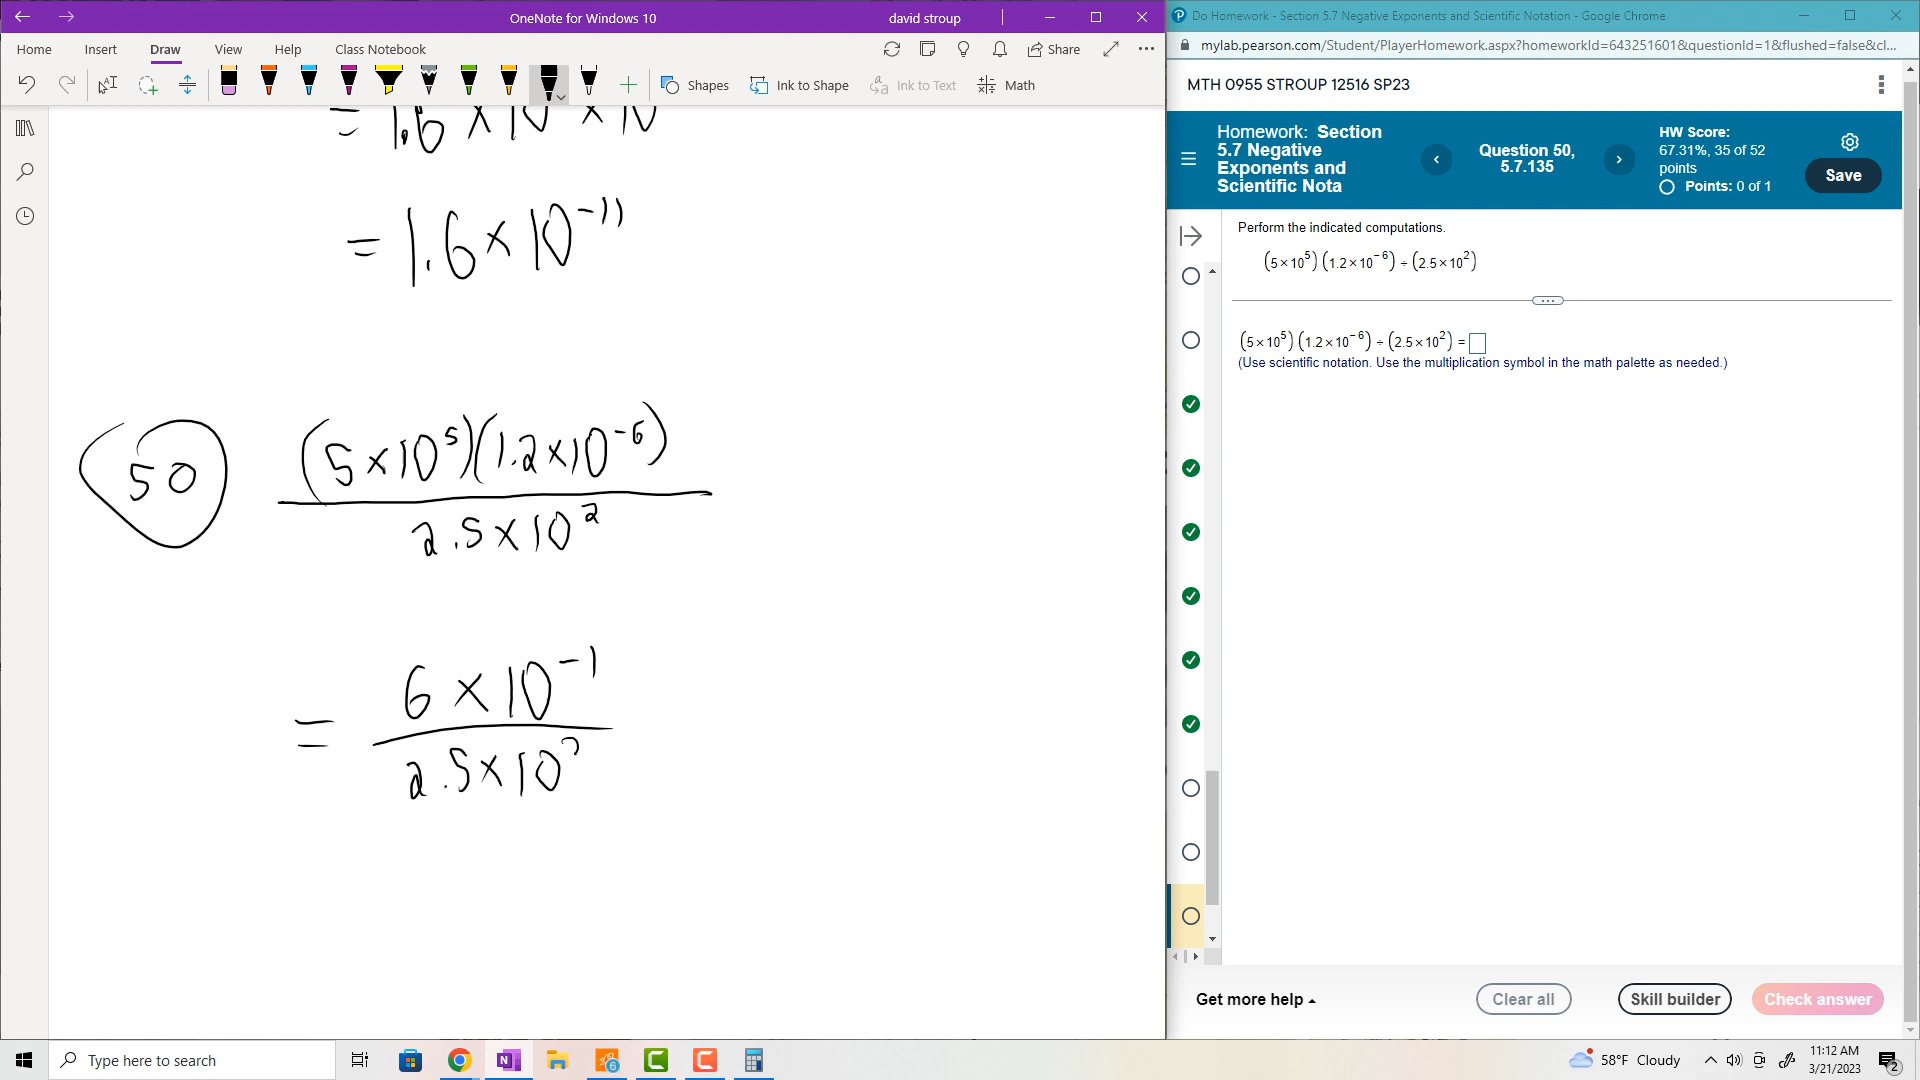 OneNote for Windows 10
david stroup
Home Insert Draw View Help Class Notebook
Share
Shapes Ink to Shape Ink to Text Math
= 1.6 × 10 × 10
= 1.6 × 10⁻¹¹
50
(5 × 10⁵)(1.2 × 10⁻⁶)
2.5 × 10²
= 6 × 10⁻¹
2.5 × 10²
Do Homework - Section 5.7 Negative Exponents and Scientific Notation - Google Chrome
mylab.pearson.com/Student/PlayerHomework.aspx?homeworkId=643251601&questionId=1&flushed=false&cl...
MTH 0955 STROUP 12516 SP23
Homework: Section 5.7 Negative Exponents and Scientific Nota
Question 50, 5.7.135
HW Score: 67.31%, 35 of 52 points
Points: 0 of 1
Save
Perform the indicated computations.
(5×10⁵)(1.2×10⁻⁶) ÷ (2.5×10²)
(5×10⁵)(1.2×10⁻⁶) ÷ (2.5×10²) =
(Use scientific notation. Use the multiplication symbol in the math palette as needed.)
Get more help
Clear all
Skill builder
Check answer
Type here to search
6
58°F Cloudy
11:12 AM
3/21/2023
2